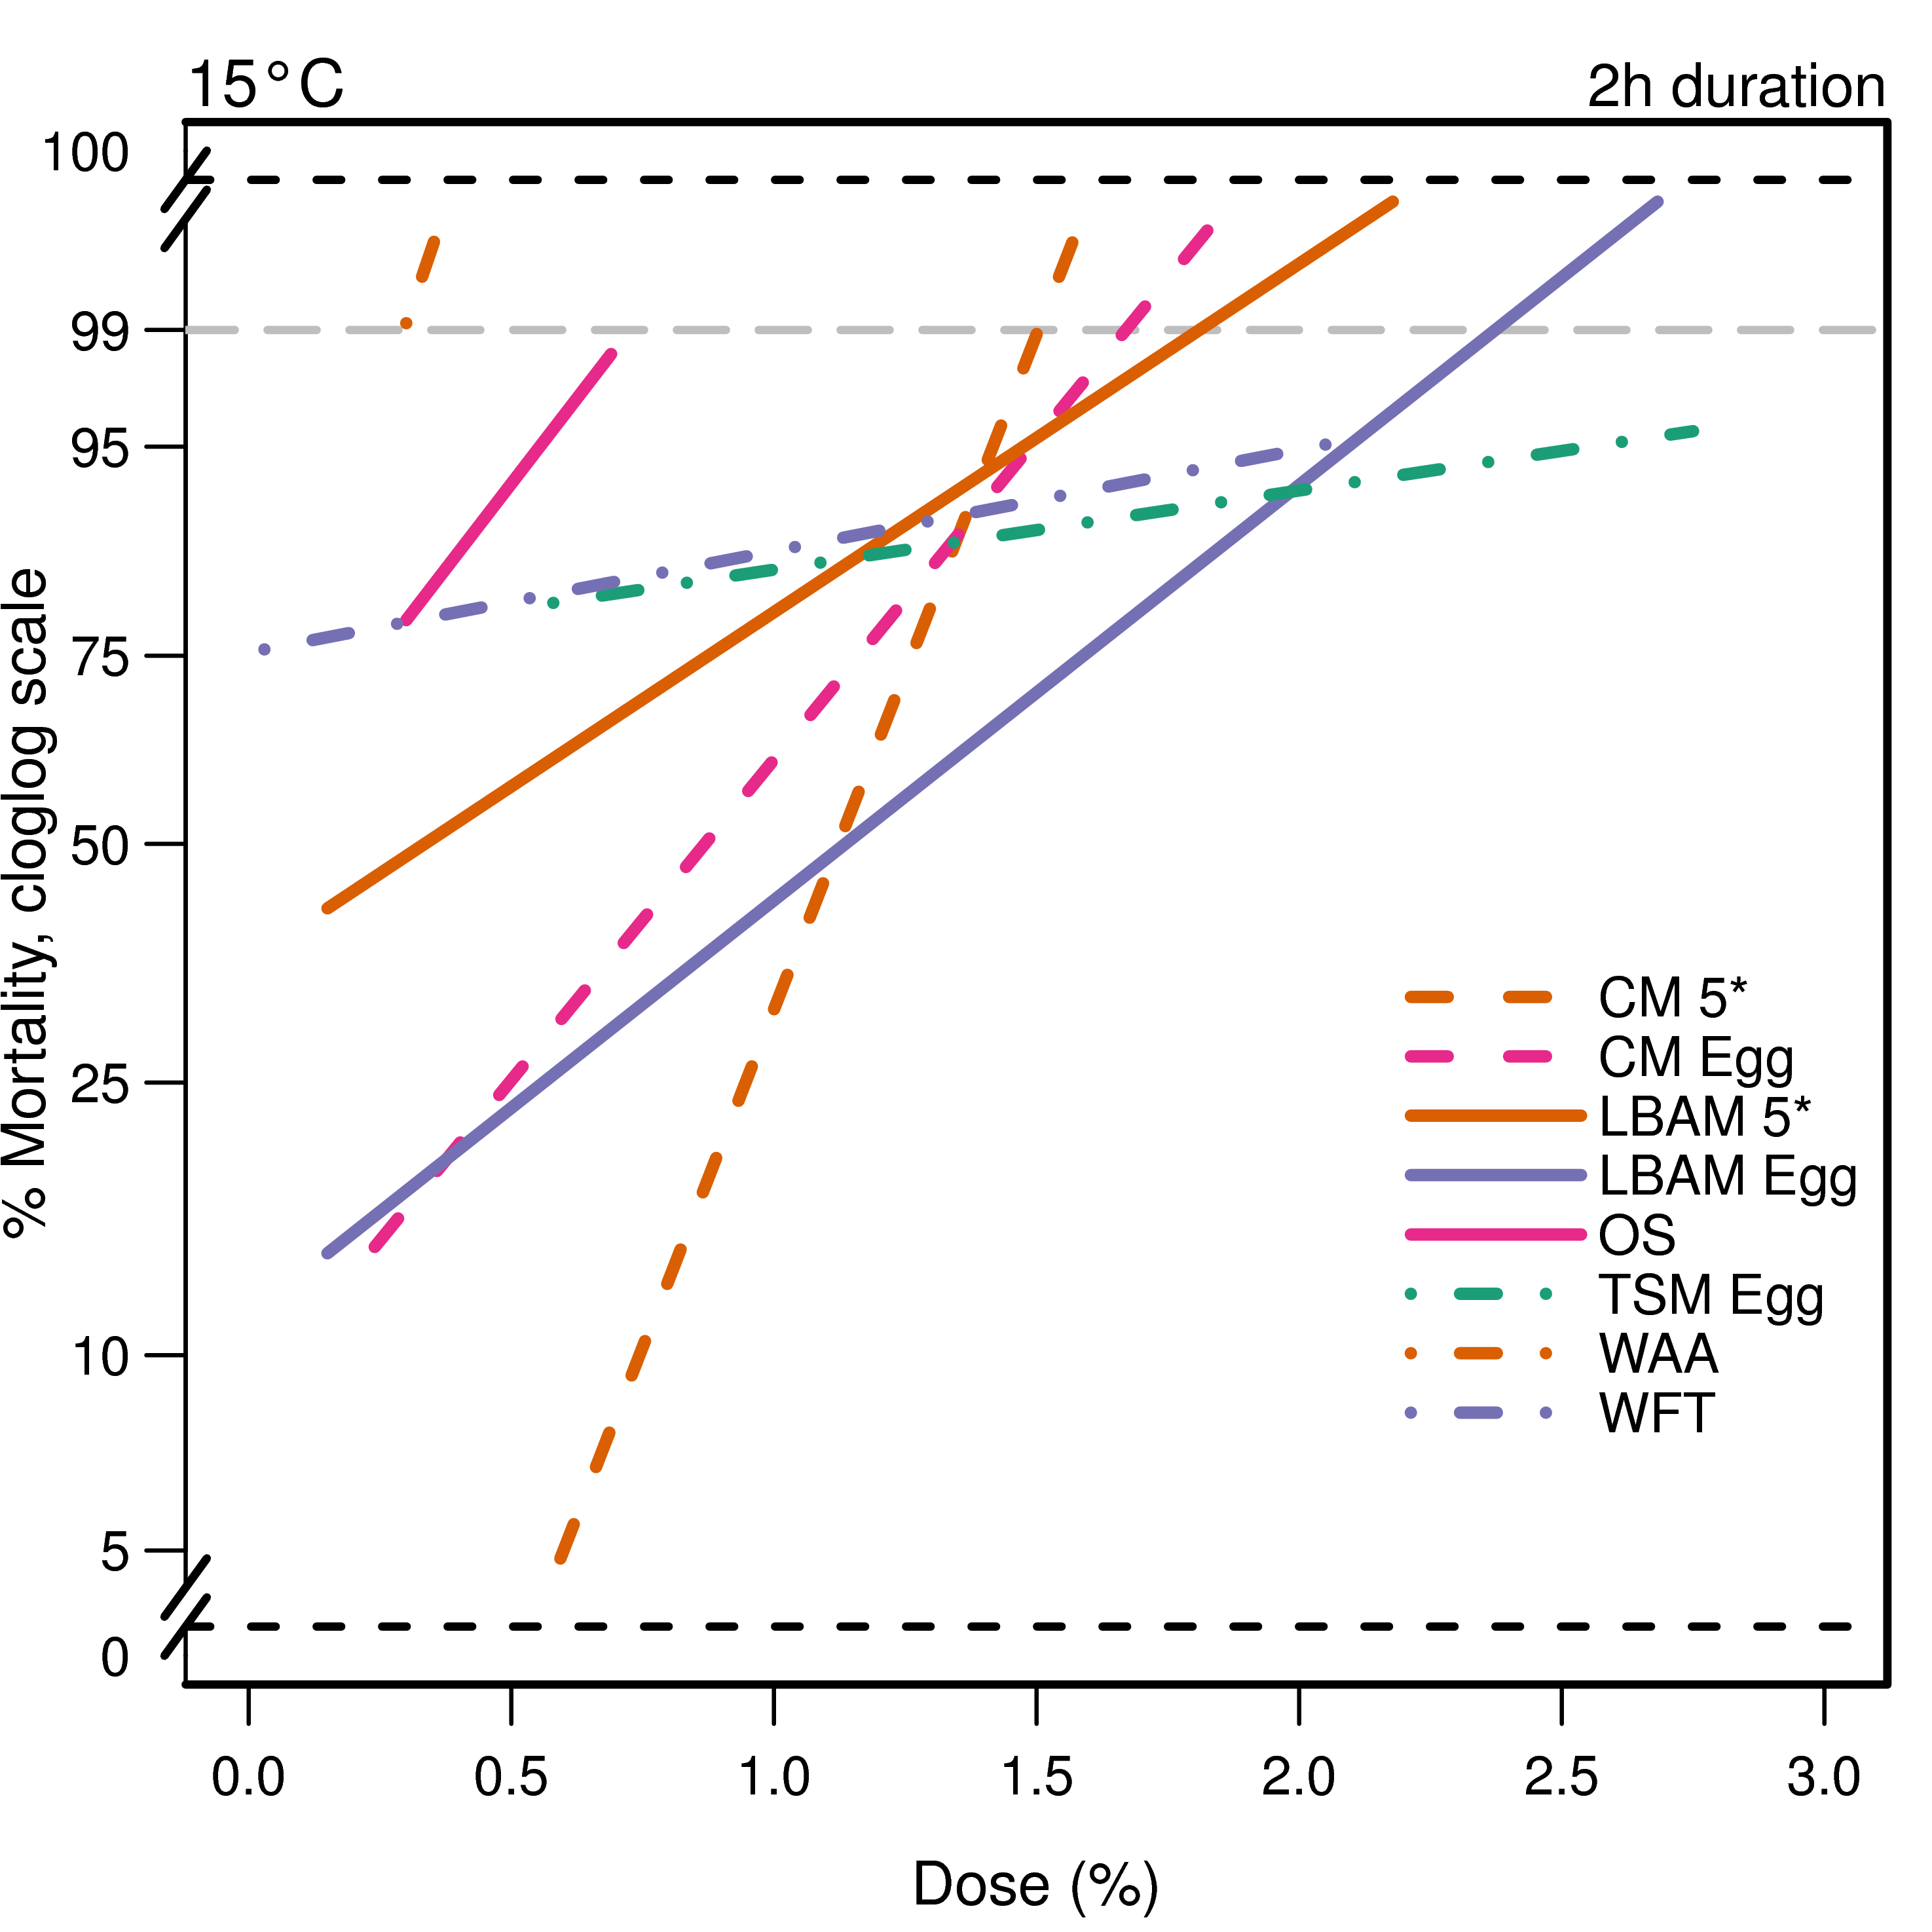 15°C
2h duration
100
99
95
75
50
25
10
5
0
% Mortality, cloglog scale
CM 5*
CM Egg
LBAM 5*
LBAM Egg
OS
TSM Egg
WAA
WFT
0.0 0.5 1.0 1.5 2.0 2.5 3.0
Dose (%)